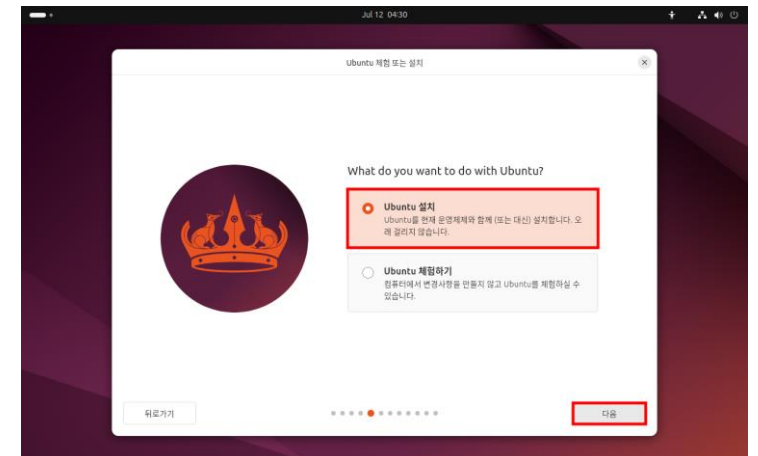 Jul 12 04:30
Ubuntu 체험 또는 설치
What do you want to do with Ubuntu?
Ubuntu 설치
Ubuntu를 현재 운영체제와 함께 (또는 대신) 설치합니다. 오
래 걸리지 않습니다.
Ubuntu 체험하기
컴퓨터에서 변경사항을 만들지 않고 Ubuntu를 체험하실 수
있습니다.
뒤로가기
다음